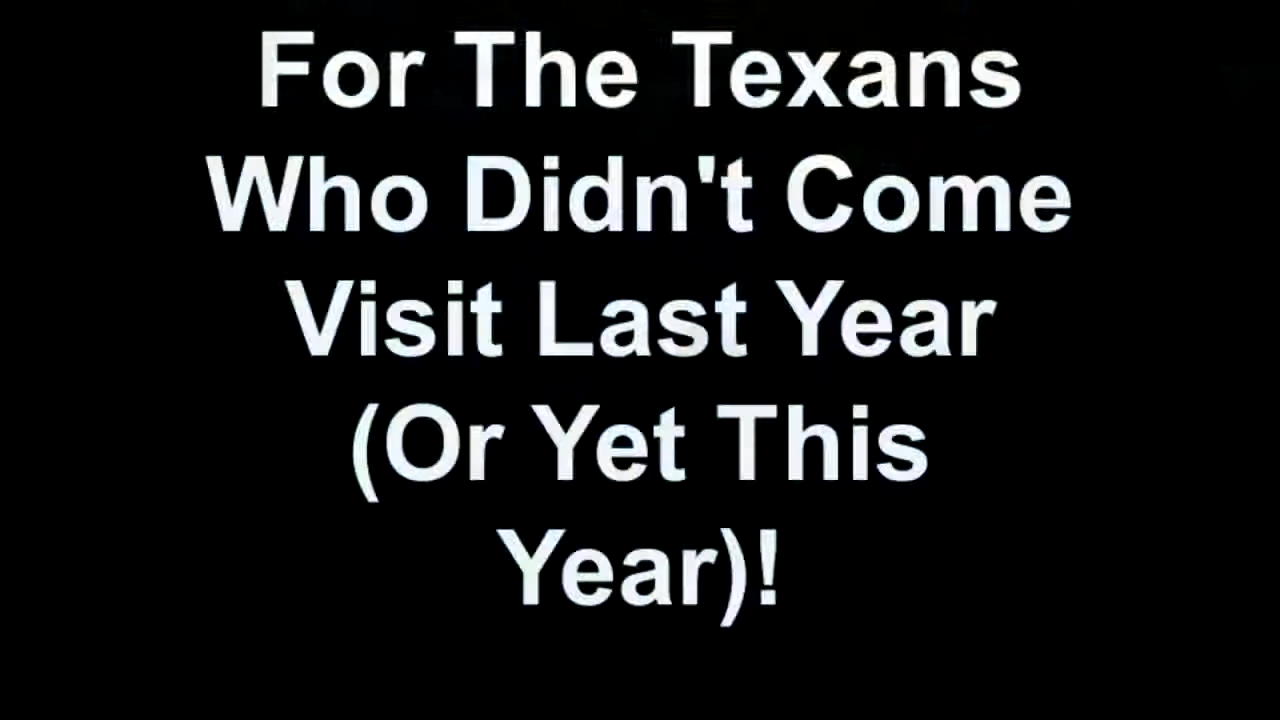 For The Texans
Who Didn't Come
Visit Last Year
(Or Yet This
Year)!